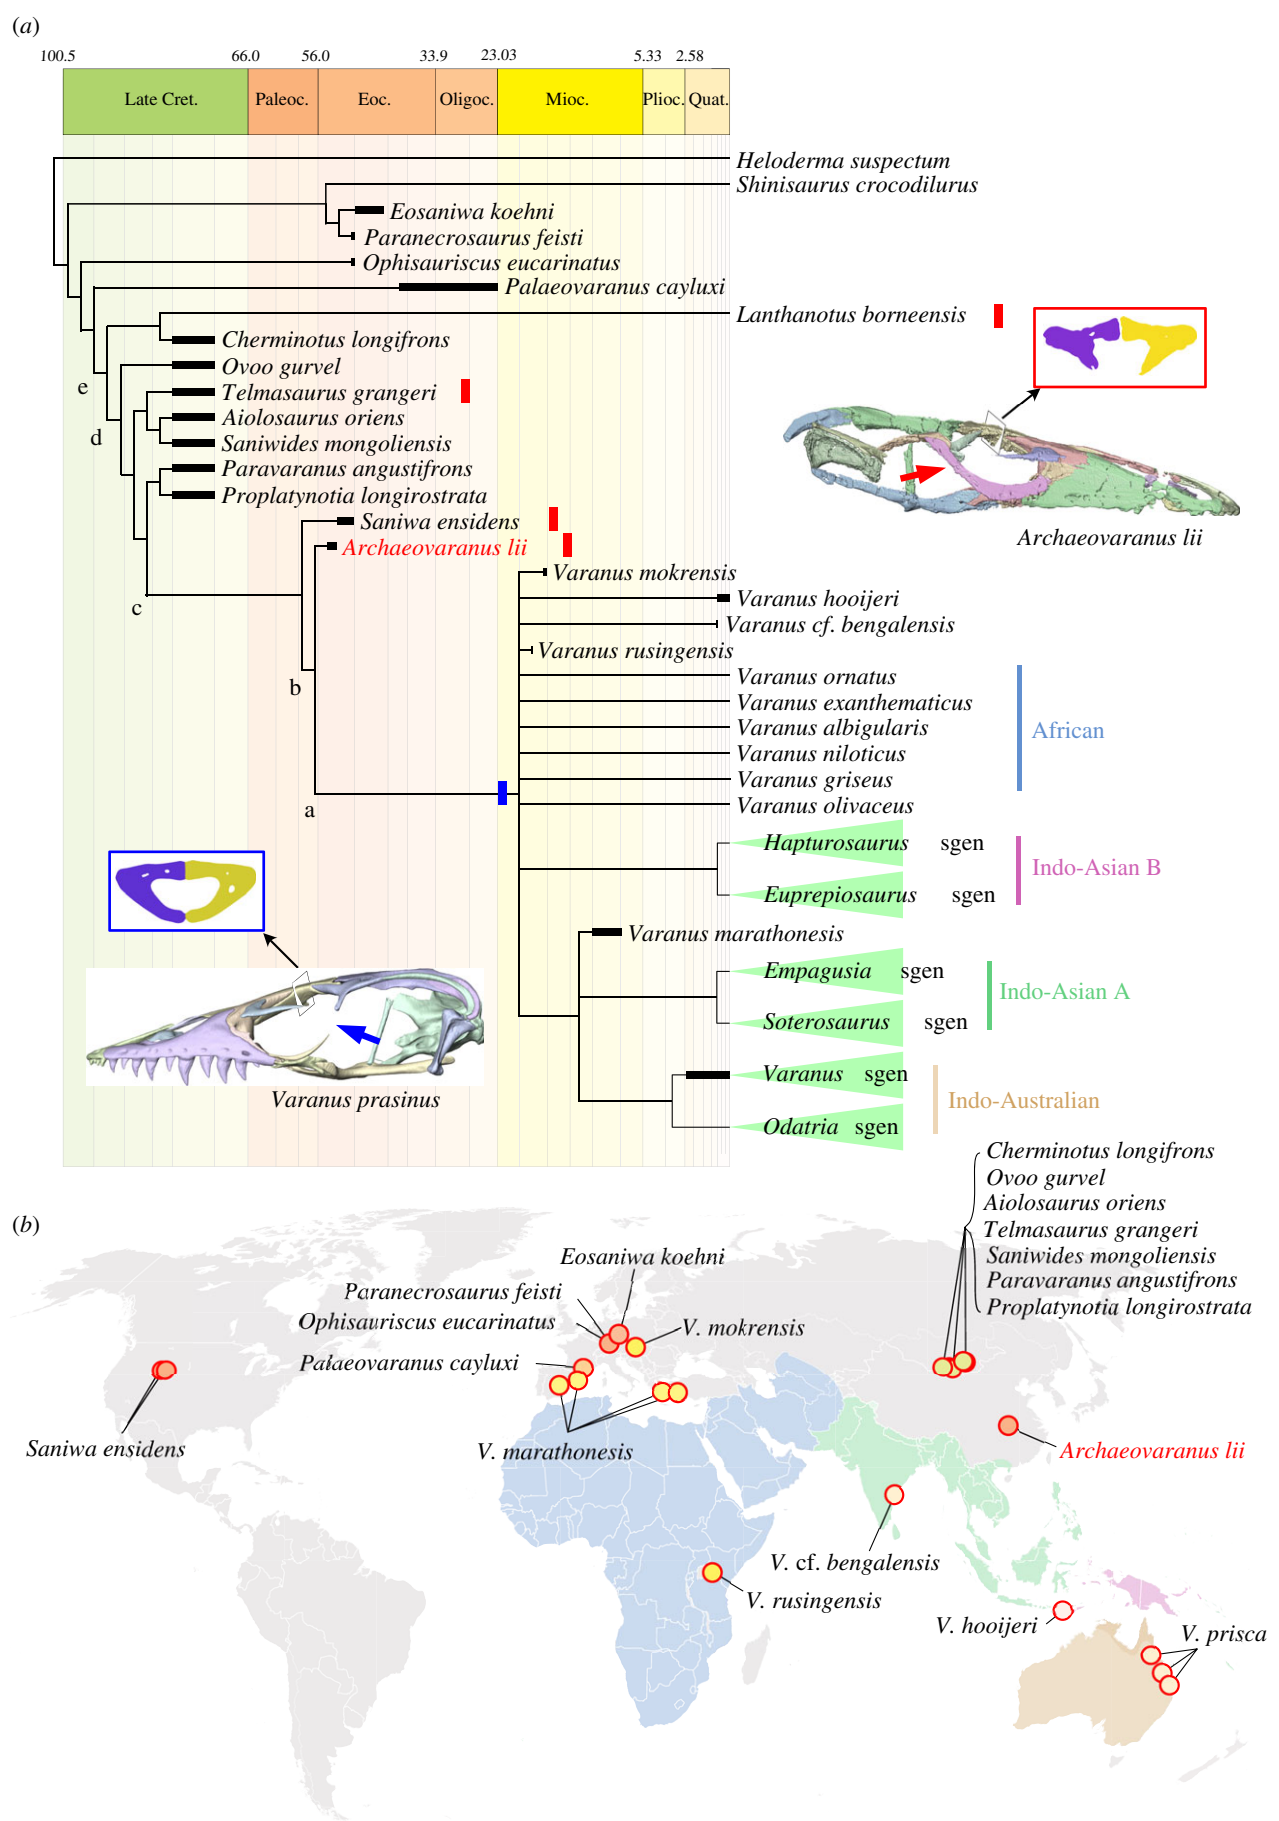 (a)
100.5 66.0 56.0 33.9 23.03 5.33 2.58
Late Cret. Paleoc. Eoc. Oligoc. Mioc. Plioc. Quat.
Heloderma suspectum
Shinisaurus crocodilurus
Eosaniwa koehni
Paranecrosaurus feisti
Ophisauriscus eucarinatus
Palaeovaranus cayluxi
Lanthanotus borneensis
Cherminotus longifrons
Ovoo gurvel
e
Telmasaurus grangeri
Aiolosaurus oriens
d
Saniwides mongoliensis
Paravaranus angustifrons
Proplatynotia longirostrata
Saniwa ensidens
Archaeovaranus lii
Archaeovaranus lii
Varanus mokrensis
Varanus hooijeri
c
Varanus cf. bengalensis
Varanus rusingensis
Varanus ornatus
b
Varanus exanthematicus
Varanus albigularis
African
Varanus niloticus
Varanus griseus
Varanus olivaceus
a
Hapturosaurus sgen
Indo-Asian B
Euprepiosaurus sgen
Varanus marathonesis
Empagusia sgen
Indo-Asian A
Soterosaurus sgen
Varanus sgen
Varanus prasinus
Indo-Australian
Odatria sgen
(b)
Cherminotus longifrons
Ovoo gurvel
Aiolosaurus oriens
Telmasaurus grangeri
Saniwides mongoliensis
Paravaranus angustifrons
Proplatynotia longirostrata
Eosaniwa koehni
Paranecrosaurus feisti
Ophisauriscus eucarinatus
V. mokrensis
Palaeovaranus cayluxi
Saniwa ensidens
V. marathonesis
Archaeovaranus lii
V. cf. bengalensis
V. rusingensis
V. hooijeri
V. prisca